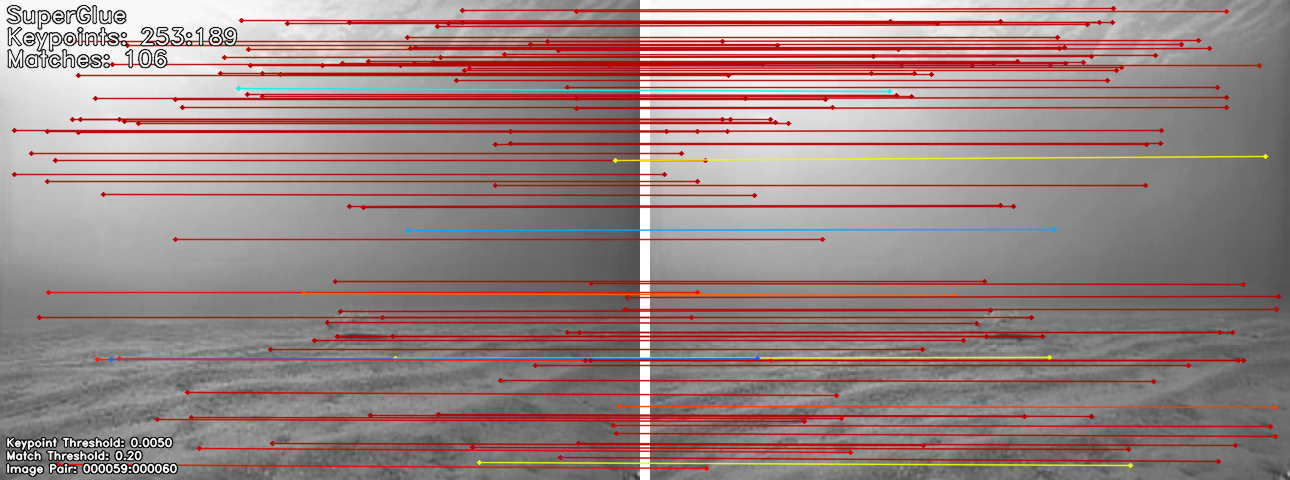 SuperGlue
Keypoints: 253:189
Matches: 106
Keypoint Threshold: 0.0050
Match Threshold: 0.20
Image Pair: 000059:000060